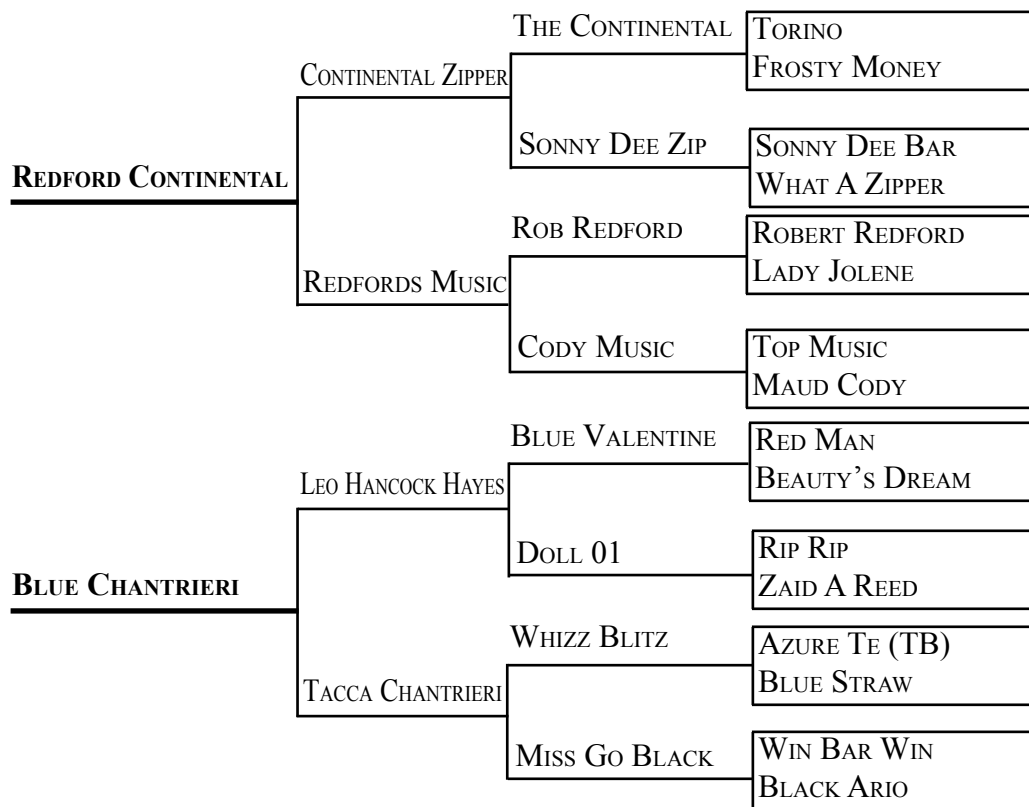 The Continental
Torino
Frosty Money
Continental Zipper
Sonny Dee Zip
Sonny Dee Bar
What A Zipper
Redford Continental
Rob Redford
Robert Redford
Lady Jolene
Redfords Music
Cody Music
Top Music
Maud Cody
Blue Valentine
Red Man
Beauty’s Dream
Leo Hancock Hayes
Doll 01
Rip Rip
Zaid A Reed
Blue Chantrieri
Whizz Blitz
Azure Te (TB)
Blue Straw
Tacca Chantrieri
Miss Go Black
Win Bar Win
Black Ario